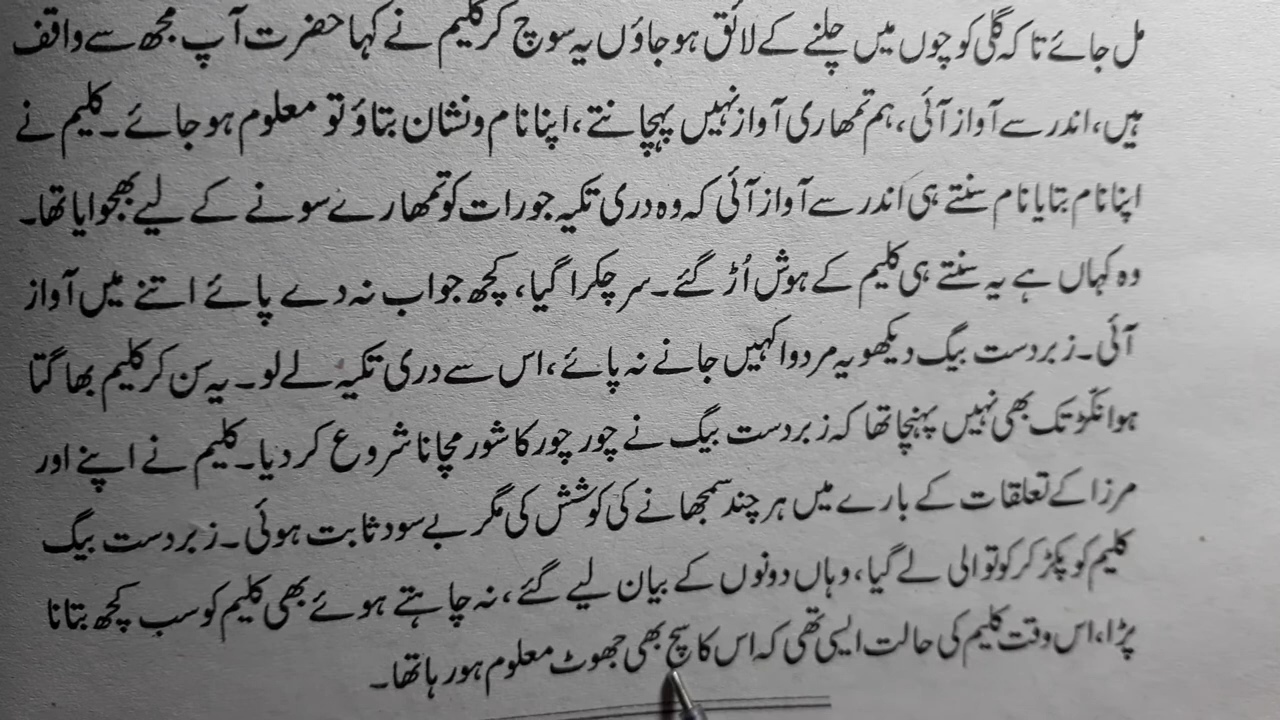 مل جائے تا کہ گلی کوچوں میں چلنے کے لائق ہو جاؤں یہ سوچ کر کلیم نے کہا حضرت آپ مجھ سے واقف
ہیں، اندر سے آواز آئی، ہم تمھاری آواز نہیں پہچانتے، اپنا نام و نشان بتاؤ تو معلوم ہو جائے۔ کلیم نے
اپنا نام بتایا نام سنتے ہی اندر سے آواز آئی کہ وہ دری تکیہ جو رات کو تمھارے سونے کے لیے بھجوایا تھا۔
وہ کہاں ہے یہ سنتے ہی کلیم کے ہوش اُڑ گئے۔ سر چکرا گیا، کچھ جواب نہ دے پائے اتنے میں آواز
آئی۔ زبردست بیگ دیکھو یہ مردوا کہیں جانے نہ پائے، اس سے دری تکیہ لے لو۔ یہ سن کر کلیم بھاگتا
ہوا نکّڑ تک بھی نہیں پہنچا تھا کہ زبردست بیگ نے چور چور کا شور مچانا شروع کر دیا۔ کلیم نے اپنے اور
مرزا کے تعلقات کے بارے میں ہر چند سمجھانے کی کوشش کی مگر بے سود ثابت ہوئی۔ زبردست بیگ
کلیم کو پکڑ کر کوتوالی لے گیا، وہاں دونوں کے بیان لیے گئے، نہ چاہتے ہوئے بھی کلیم کو سب کچھ بتانا
پڑا، اس وقت کلیم کی حالت ایسی تھی کہ اس کا سچ بھی جھوٹ معلوم ہو رہا تھا۔